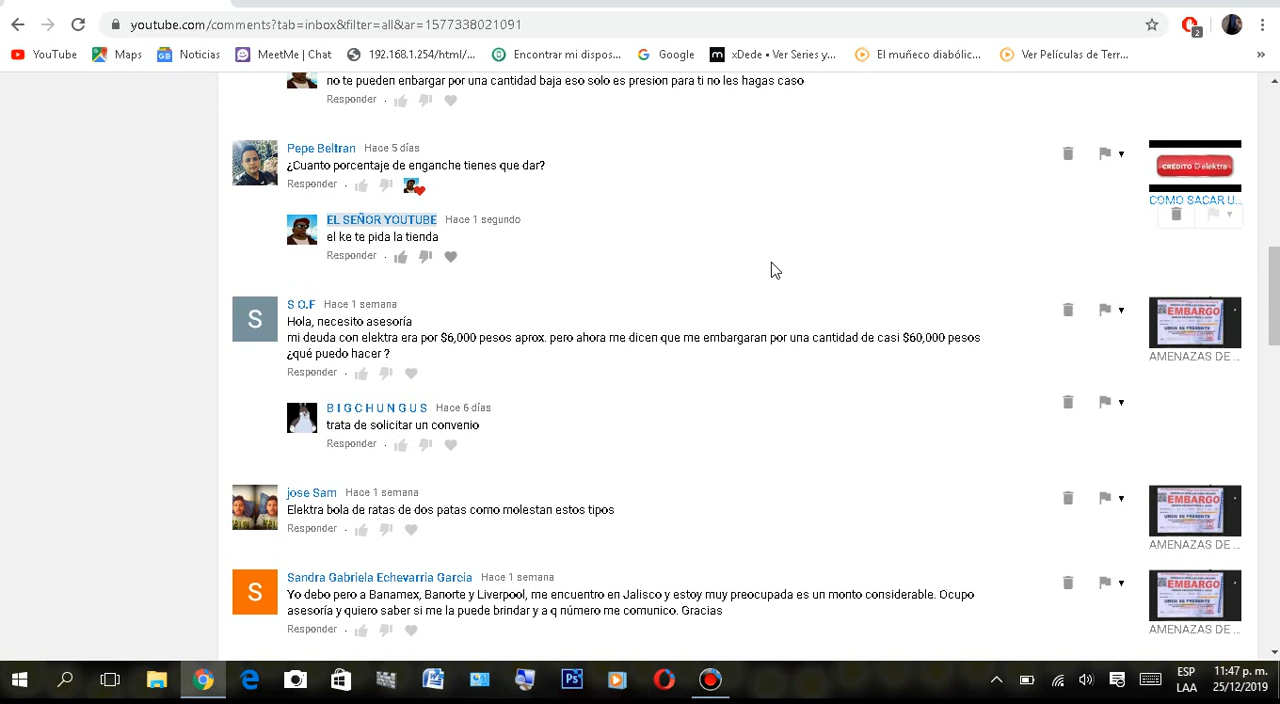 youtube.com/comments?tab=inbox&filter=all&ar=1577338021091
2
YouTube
Maps
Noticias
MeetMe | Chat
192.168.1.254/html/...
Encontrar mi dispos...
Google
xDede • Ver Series y...
El muñeco diabólic...
Ver Películas de Terr...
»
no te pueden enbargar por una cantidad baja eso solo es presion para ti no les hagas caso
Responder
Pepe Beltran Hace 5 días
¿Cuanto porcentaje de enganche tienes que dar?
Responder
CRÉDITO elektra
COMO SACAR U...
EL SEÑOR YOUTUBE Hace 1 segundo
el ke te pida la tienda
Responder
S O.F Hace 1 semana
Hola, necesito asesoría
mi deuda con elektra era por $6,000 pesos aprox. pero ahora me dicen que me embargaran por una cantidad de casi $60,000 pesos
¿qué puedo hacer ?
Responder
EMBARGO
AMENAZAS DE ...
B I G C H U N G U S Hace 6 días
trata de solicitar un convenio
Responder
jose Sam Hace 1 semana
Elektra bola de ratas de dos patas como molestan estos tipos
Responder
EMBARGO
AMENAZAS DE ...
S
Sandra Gabriela Echevarria Garcia Hace 1 semana
Yo debo pero a Banamex, Banorte y Liverpool, me encuentro en Jalisco y estoy muy preocupada es un monto considerable. Ocupo
asesoría y quiero saber si me la puede brindar y a q número me comunico. Gracias
Responder
EMBARGO
AMENAZAS DE ...
ESP
LAA
11:47 p. m.
25/12/2019